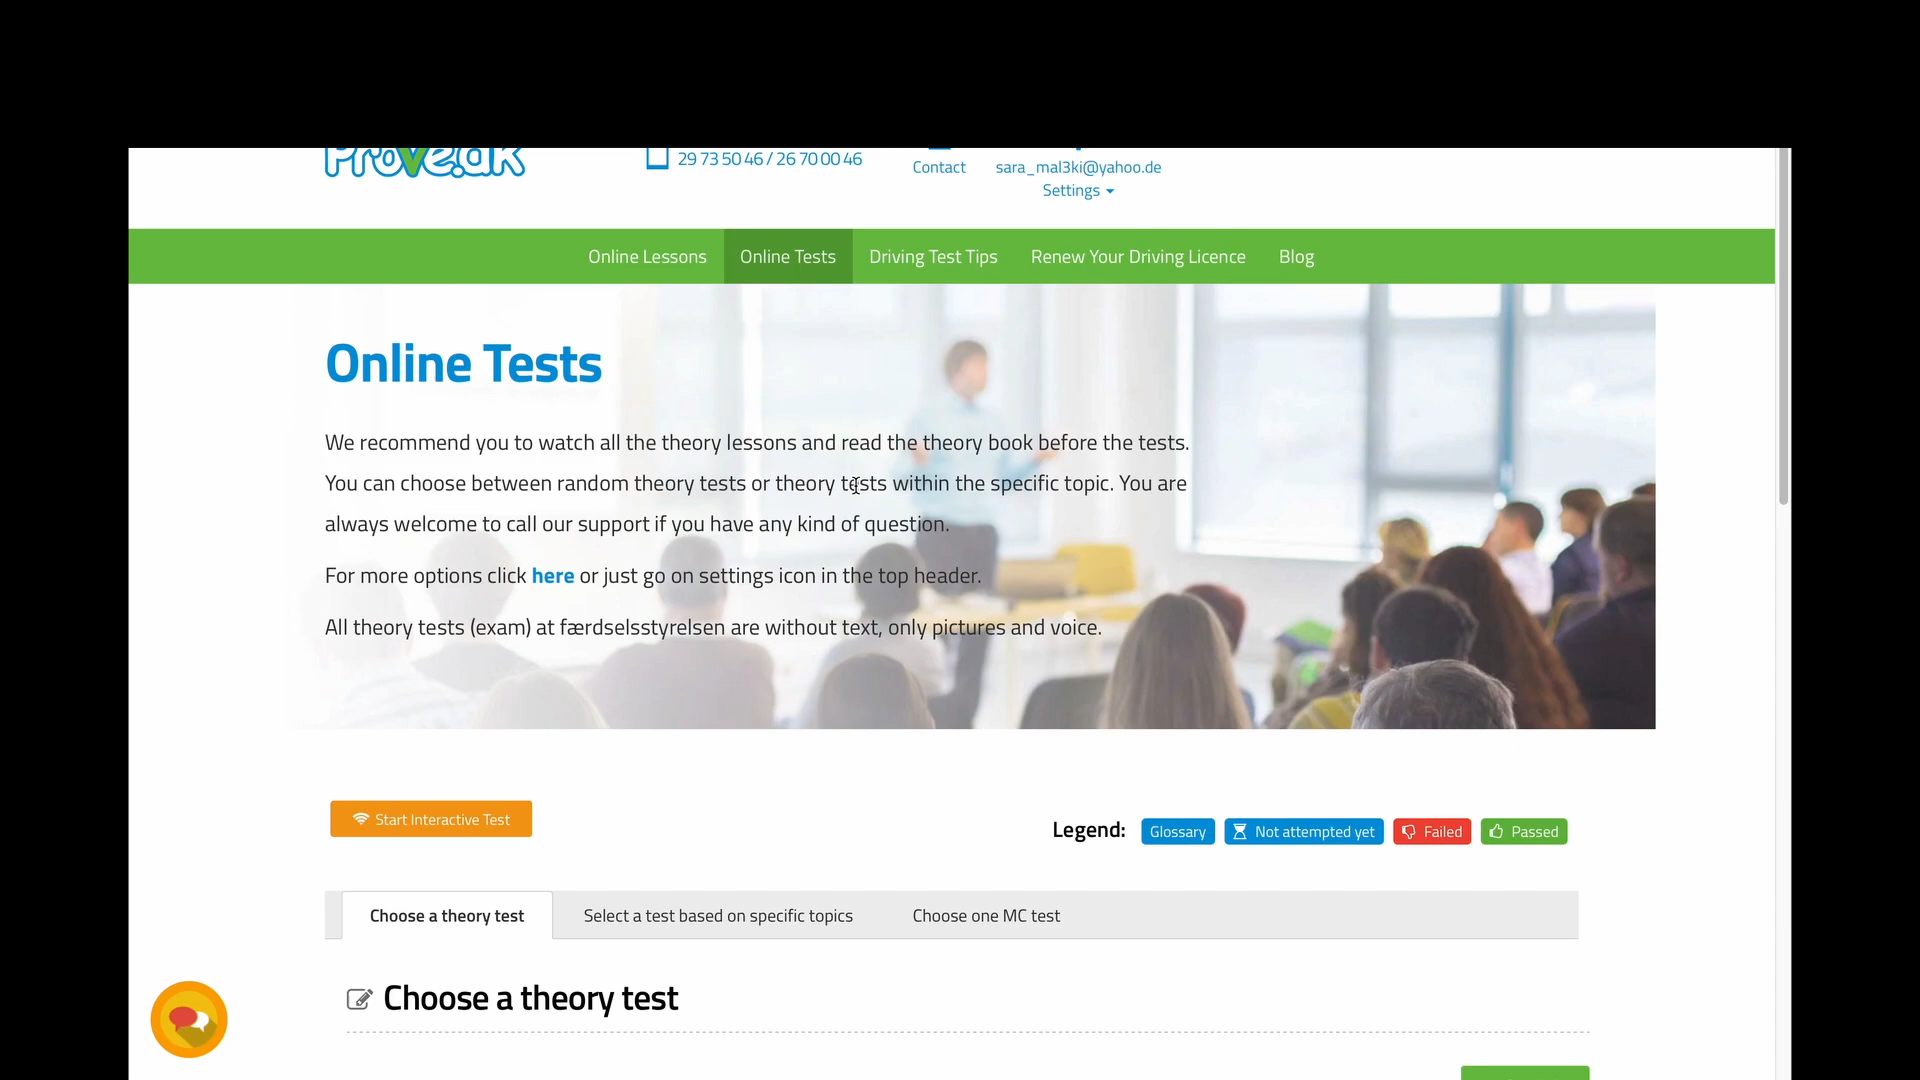 Prove.dk
29 73 50 46 / 26 70 00 46
Contact
sara_mal3ki@yahoo.de
Settings
Online Lessons
Online Tests
Driving Test Tips
Renew Your Driving Licence
Blog
Online Tests
We recommend you to watch all the theory lessons and read the theory book before the tests.
You can choose between random theory tests or theory tests within the specific topic. You are
always welcome to call our support if you have any kind of question.
For more options click here or just go on settings icon in the top header.
All theory tests (exam) at færdselsstyrelsen are without text, only pictures and voice.
Start Interactive Test
Legend:
Glossary
Not attempted yet
Failed
Passed
Choose a theory test
Select a test based on specific topics
Choose one MC test
Choose a theory test